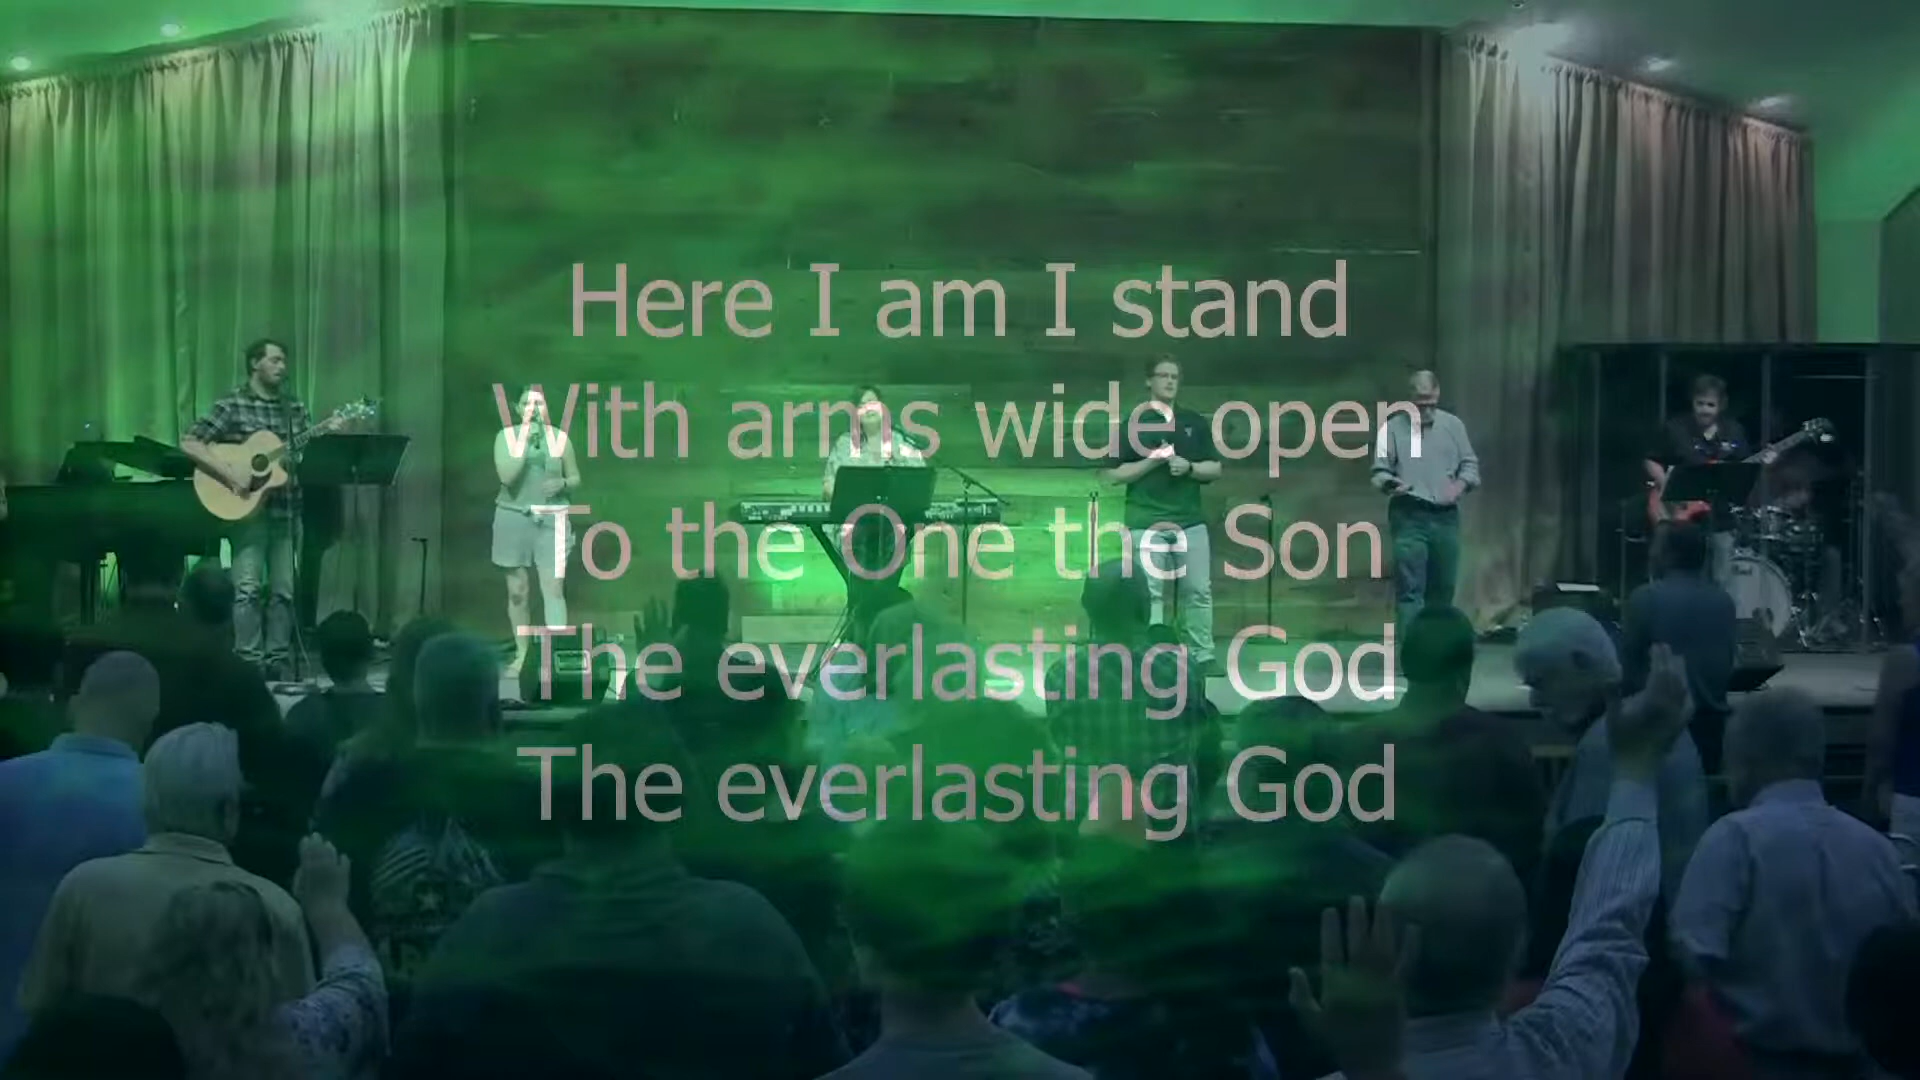 Here I am I stand
With arms wide open
To the One the Son
The everlasting God
The everlasting God